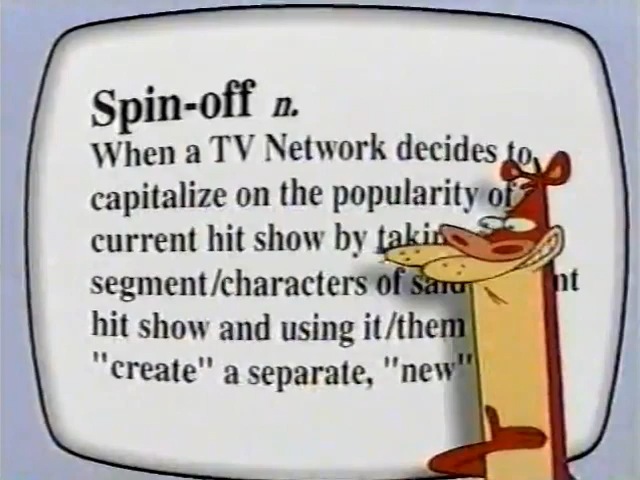 Spin-off n.
When a TV Network decides to
capitalize on the popularity of
current hit show by
segment/characters of nt
hit show and using it/them
"create" a separate, "new"